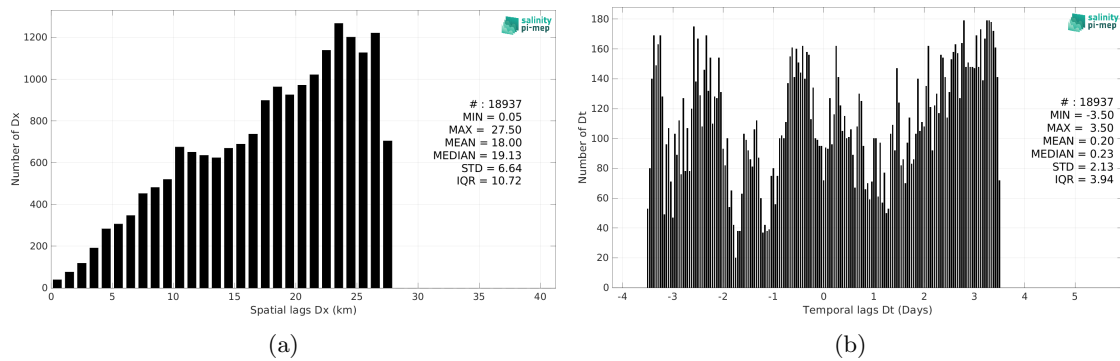 salinity
pi-mep
1200
1000
800
600
400
200
0
Number of Dx
# : 18937
MIN = 0.05
MAX = 27.50
MEAN = 18.00
MEDIAN = 19.13
STD = 6.64
IQR = 10.72
0 5 10 15 20 25 30 35 40
Spatial lags Dx (km)
(a)
salinity
pi-mep
180
160
140
120
100
80
60
40
20
0
Number of Dt
# : 18937
MIN = -3.50
MAX = 3.50
MEAN = 0.20
MEDIAN = 0.23
STD = 2.13
IQR = 3.94
-4 -3 -2 -1 0 1 2 3 4 5
Temporal lags Dt (Days)
(b)